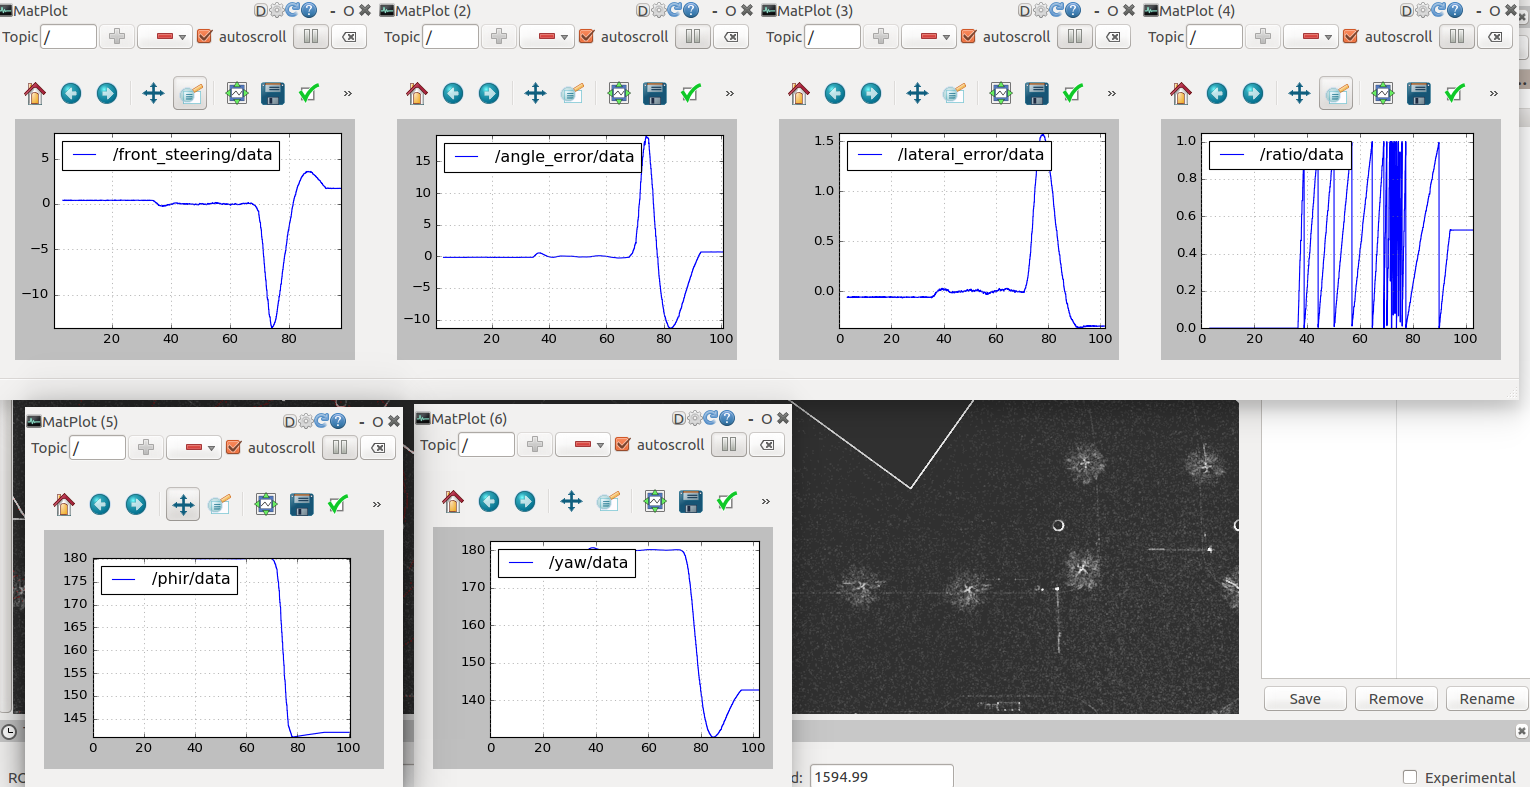 MatPlot D - O
MatPlot (2) D - O
MatPlot (3) D - O
MatPlot (4) D - O
Topic / autoscroll
Topic / autoscroll
Topic / autoscroll
Topic / autoscroll
»
»
»
»
/front_steering/data
5
0
−5
−10
20 40 60 80
/angle_error/data
15
10
5
0
−5
−10
20 40 60 80 100
/lateral_error/data
1.5
1.0
0.5
0.0
20 40 60 80 100
/ratio/data
1.0
0.8
0.6
0.4
0.2
0.0
0 20 40 60 80 100
MatPlot (5) D - O
Topic / autoscroll
»
/phir/data
180
175
170
165
160
155
150
145
0 20 40 60 80 100
MatPlot (6) D - O
Topic / autoscroll
»
/yaw/data
180
170
160
150
140
0 20 40 60 80 100
Save Remove Rename
d: 1594.99
Experimental